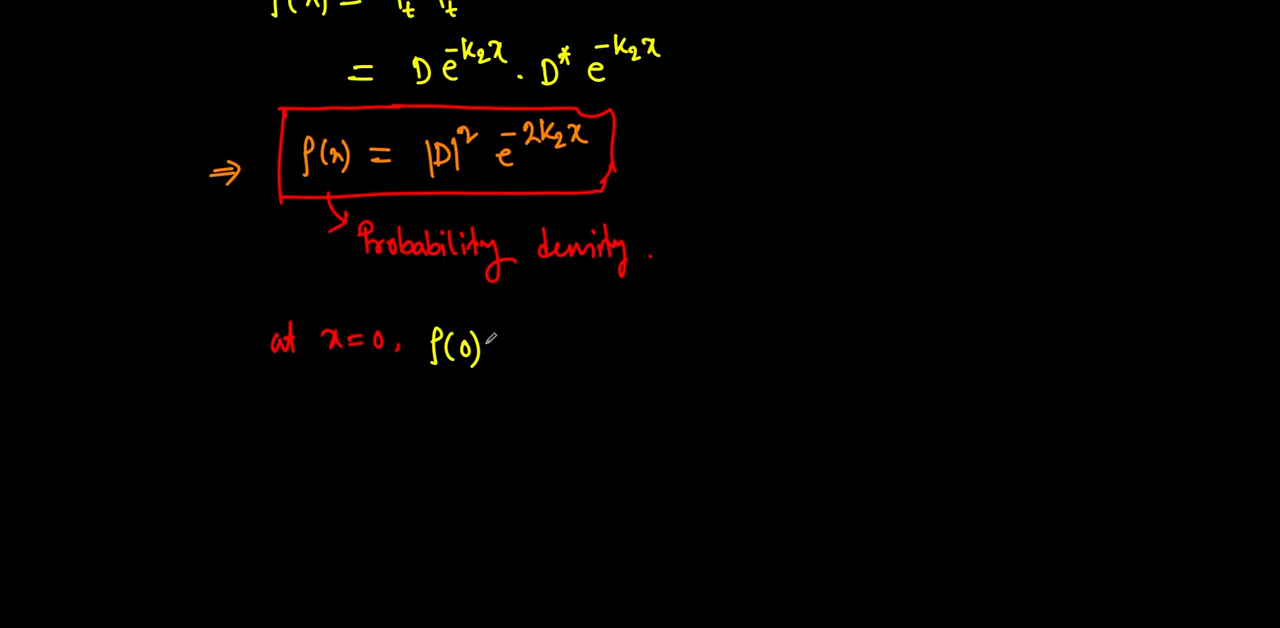 = D e^{-k₂x} · D* e^{-k₂x}
⇒ ρ(x) = |D|² e^{-2k₂x}
Probability density.
at x=0, ρ(0)